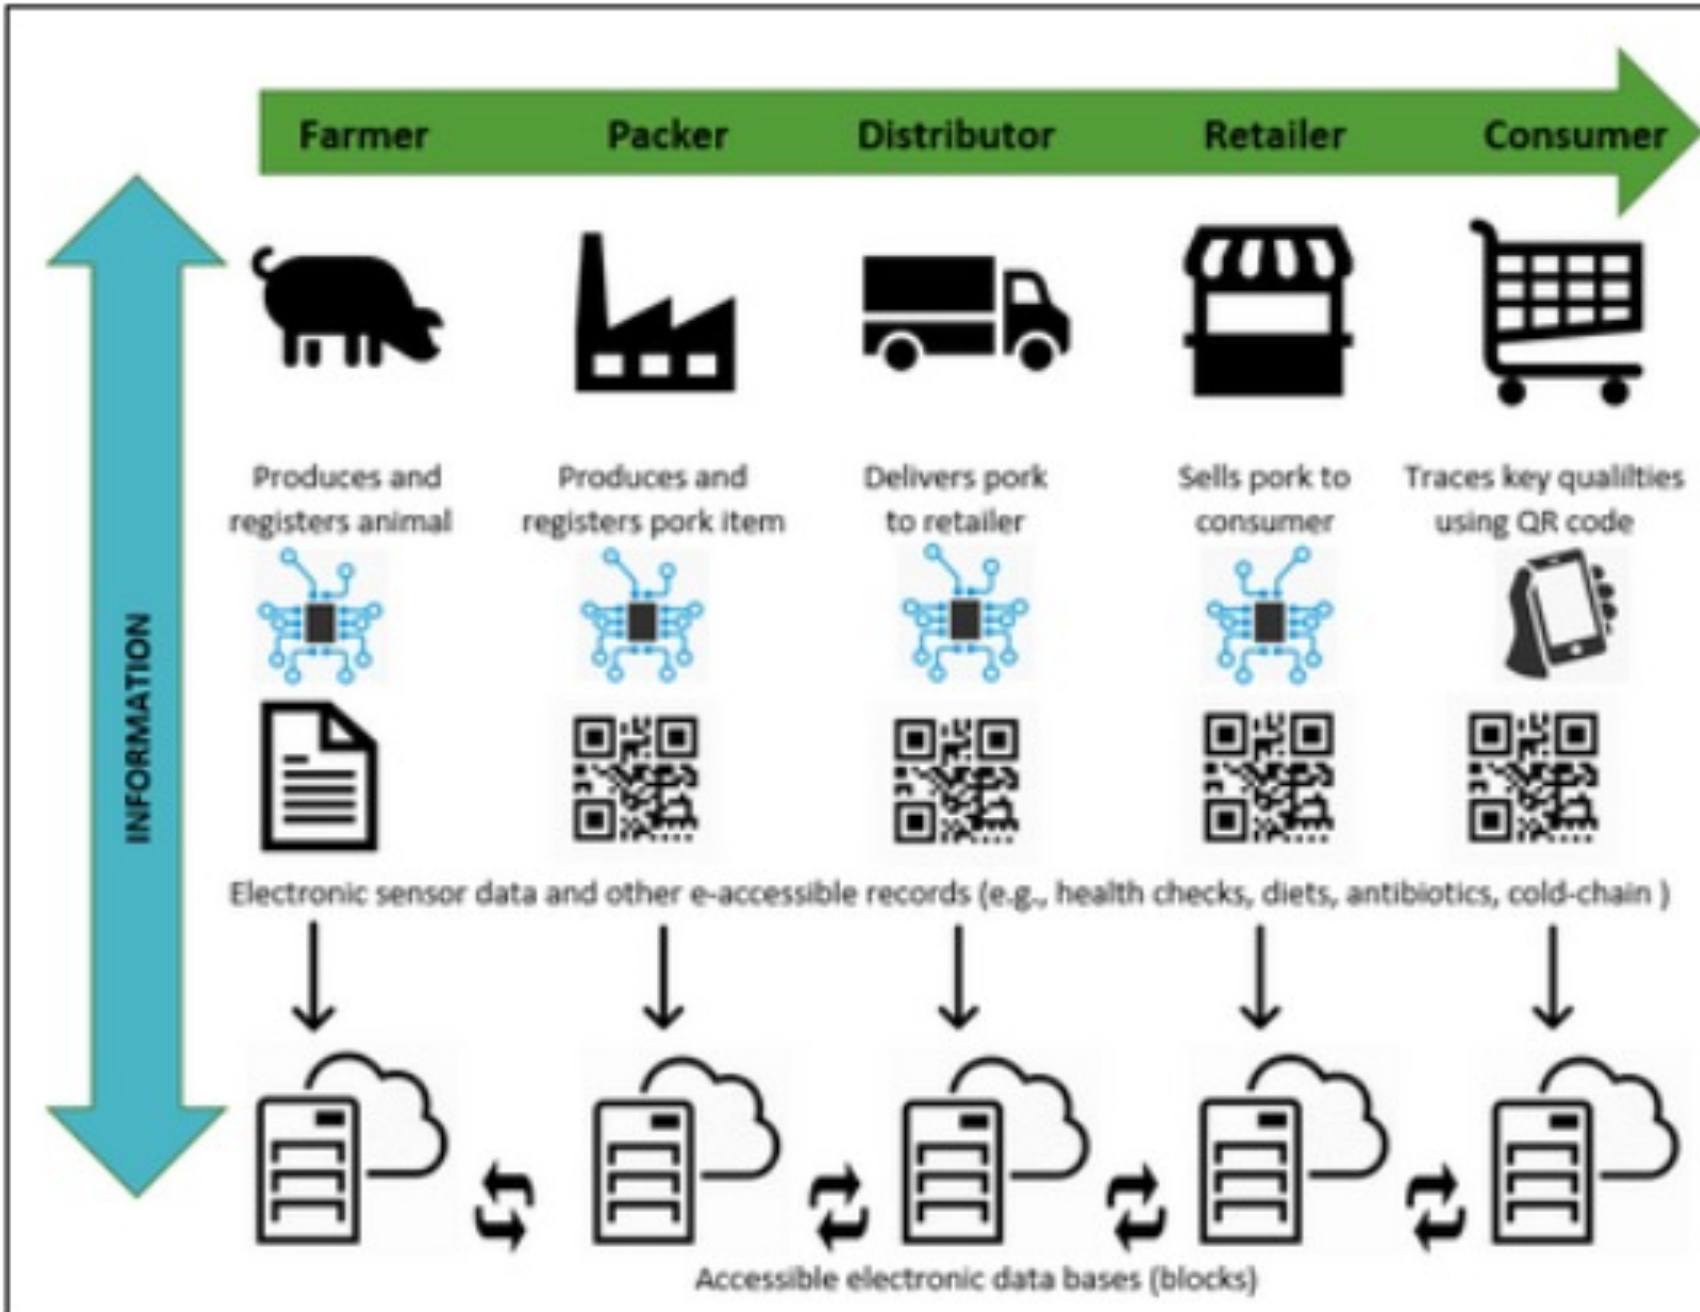 Farmer Packer Distributor Retailer Consumer
Produces and
registers animal
Produces and
registers pork item
Delivers pork
to retailer
Sells pork to
consumer
Traces key qualilties
using QR code
INFORMATION
Electronic sensor data and other e-accessible records (e.g., health checks, diets, antibiotics, cold-chain )
Accessible electronic data bases (blocks)